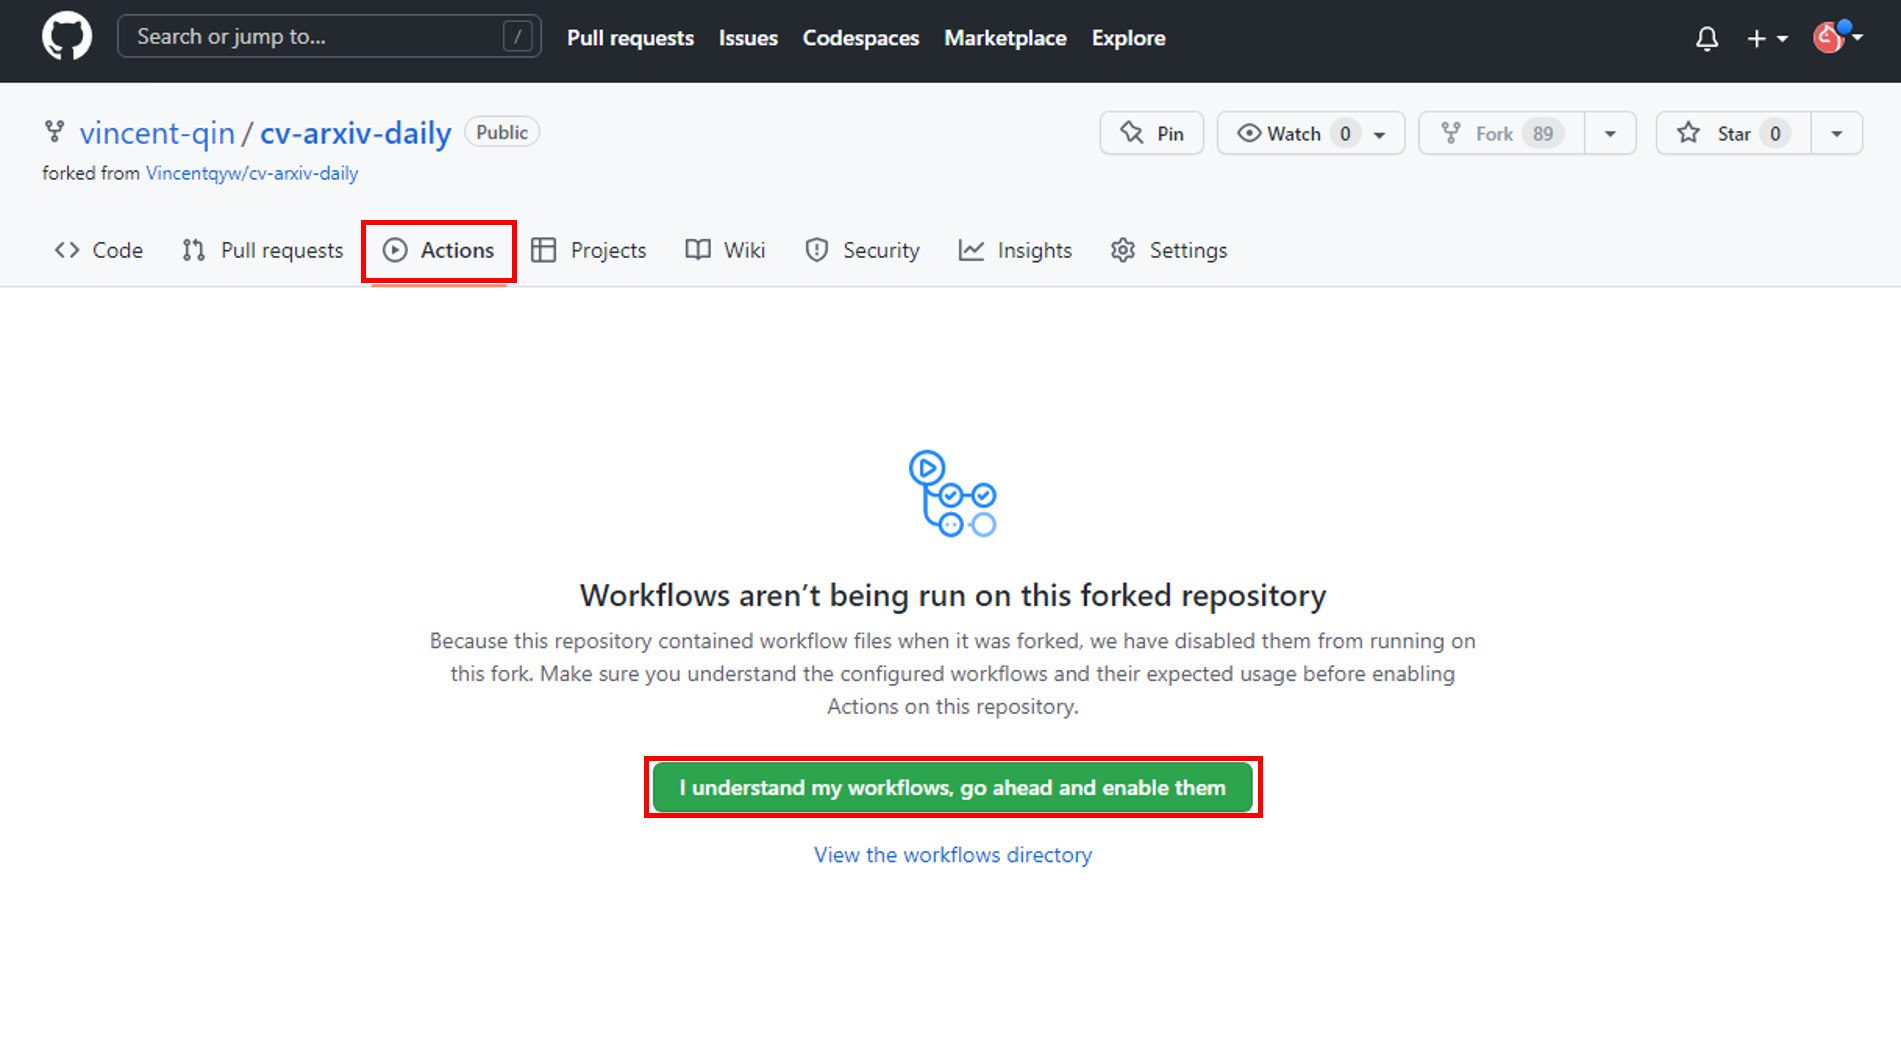 Search or jump to... / Pull requests Issues Codespaces Marketplace Explore
vincent-qin / cv-arxiv-daily Public Pin Watch 0 Fork 89 Star 0
forked from Vincentqyw/cv-arxiv-daily
Code Pull requests Actions Projects Wiki Security Insights Settings
Workflows aren’t being run on this forked repository
Because this repository contained workflow files when it was forked, we have disabled them from running on
this fork. Make sure you understand the configured workflows and their expected usage before enabling
Actions on this repository.
I understand my workflows, go ahead and enable them
View the workflows directory